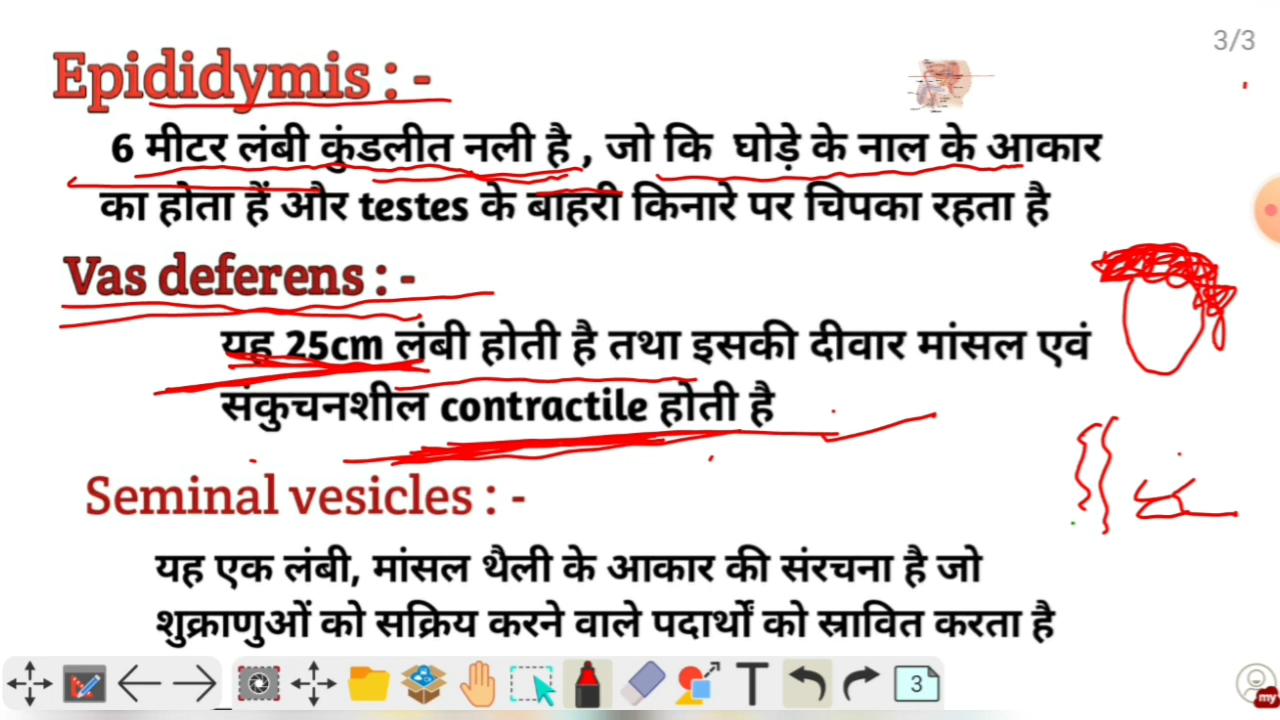 3/3
Epididymis : -
6 मीटर लंबी कुंडलीत नली है , जो कि घोड़े के नाल के आकार
का होता हें और testes के बाहरी किनारे पर चिपका रहता है
Vas deferens : -
यह 25cm लंबी होती है तथा इसकी दीवार मांसल एवं
संकुचनशील contractile होती है
Seminal vesicles : -
यह एक लंबी, मांसल थैली के आकार की संरचना है जो
शुक्राणुओं को सक्रिय करने वाले पदार्थों को स्रावित करता है
T
3
my